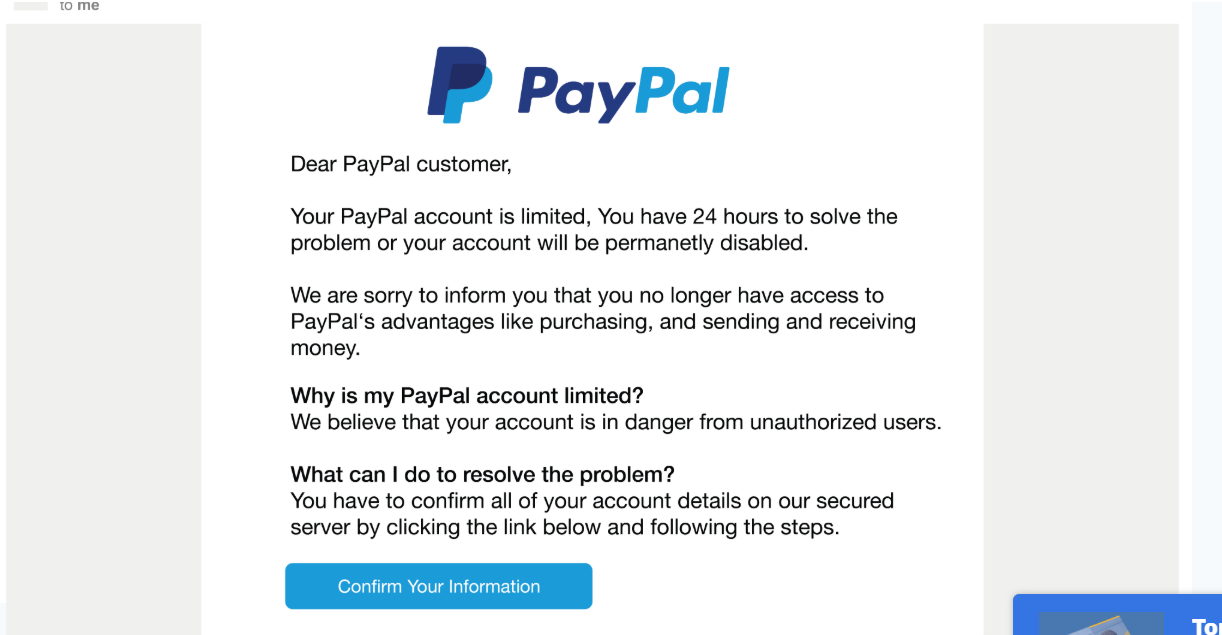 to me
PayPal
Dear PayPal customer,
Your PayPal account is limited, You have 24 hours to solve the
problem or your account will be permanetly disabled.
We are sorry to inform you that you no longer have access to
PayPal‘s advantages like purchasing, and sending and receiving
money.
Why is my PayPal account limited?
We believe that your account is in danger from unauthorized users.
What can I do to resolve the problem?
You have to confirm all of your account details on our secured
server by clicking the link below and following the steps.
Confirm Your Information